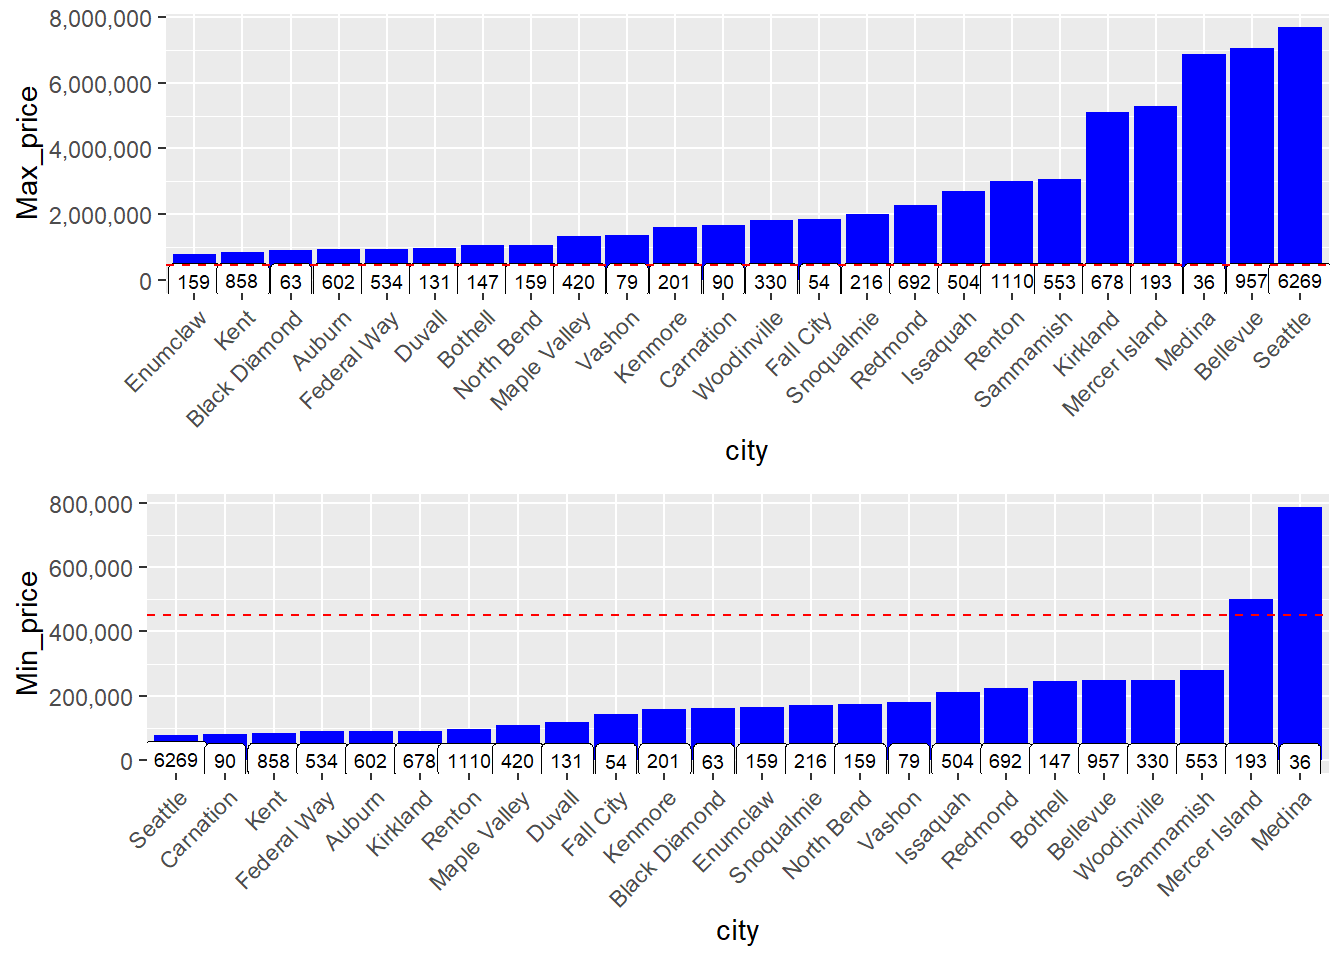 Max_price
8,000,000
6,000,000
4,000,000
2,000,000
0
159 858 63 602 534 131 147 159 420 79 201 90 330 54 216 692 504 1110 553 678 193 36 957 6269
Enumclaw Kent Black Diamond Auburn Federal Way Duvall Bothell North Bend Maple Valley Vashon Kenmore Carnation Woodinville Fall City Snoqualmie Redmond Issaquah Renton Sammamish Kirkland Mercer Island Medina Bellevue Seattle
city
Min_price
800,000
600,000
400,000
200,000
0
6269 90 858 534 602 678 1110 420 131 54 201 63 159 216 159 79 504 692 147 957 330 553 193 36
Seattle Carnation Kent Federal Way Auburn Kirkland Renton Maple Valley Duvall Fall City Kenmore Black Diamond Enumclaw Snoqualmie North Bend Vashon Issaquah Redmond Bothell Bellevue Woodinville Sammamish Mercer Island Medina
city